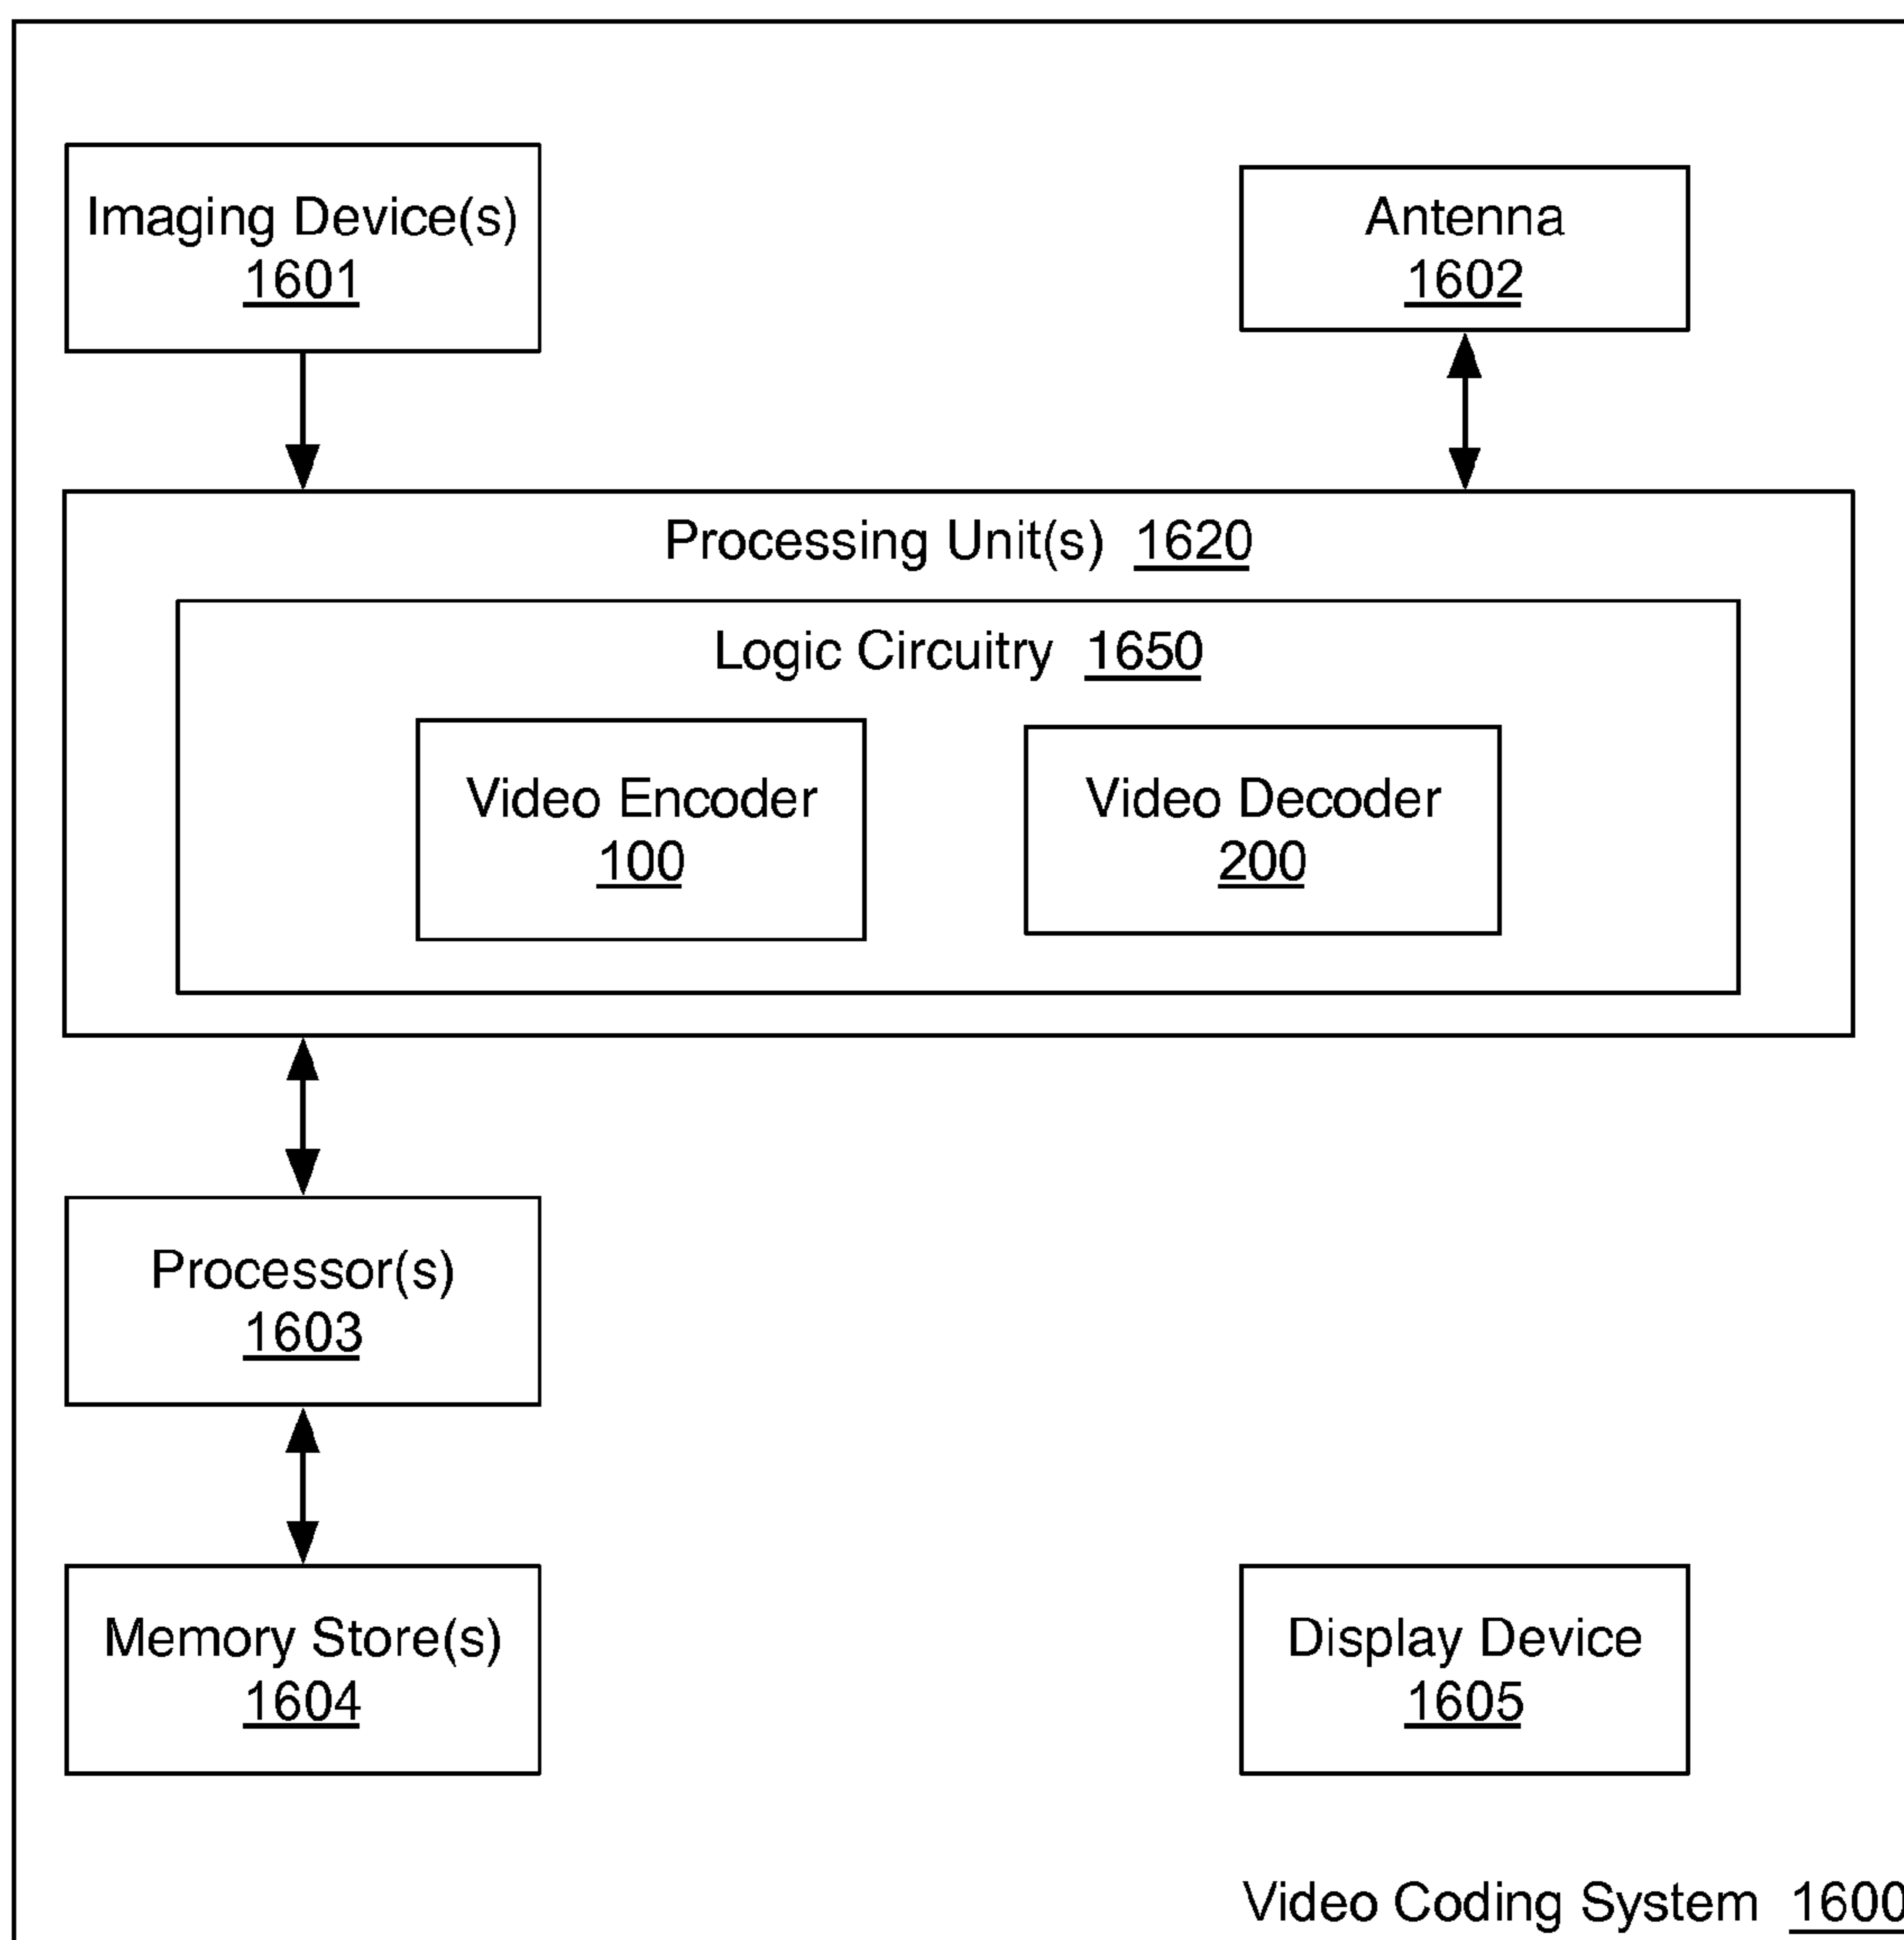 Imaging Device(s)
1601
Antenna
1602
Processing Unit(s) 1620
Logic Circuitry 1650
Video Encoder
100
Video Decoder
200
Processor(s)
1603
Memory Store(s)
1604
Display Device
1605
Video Coding System 1600